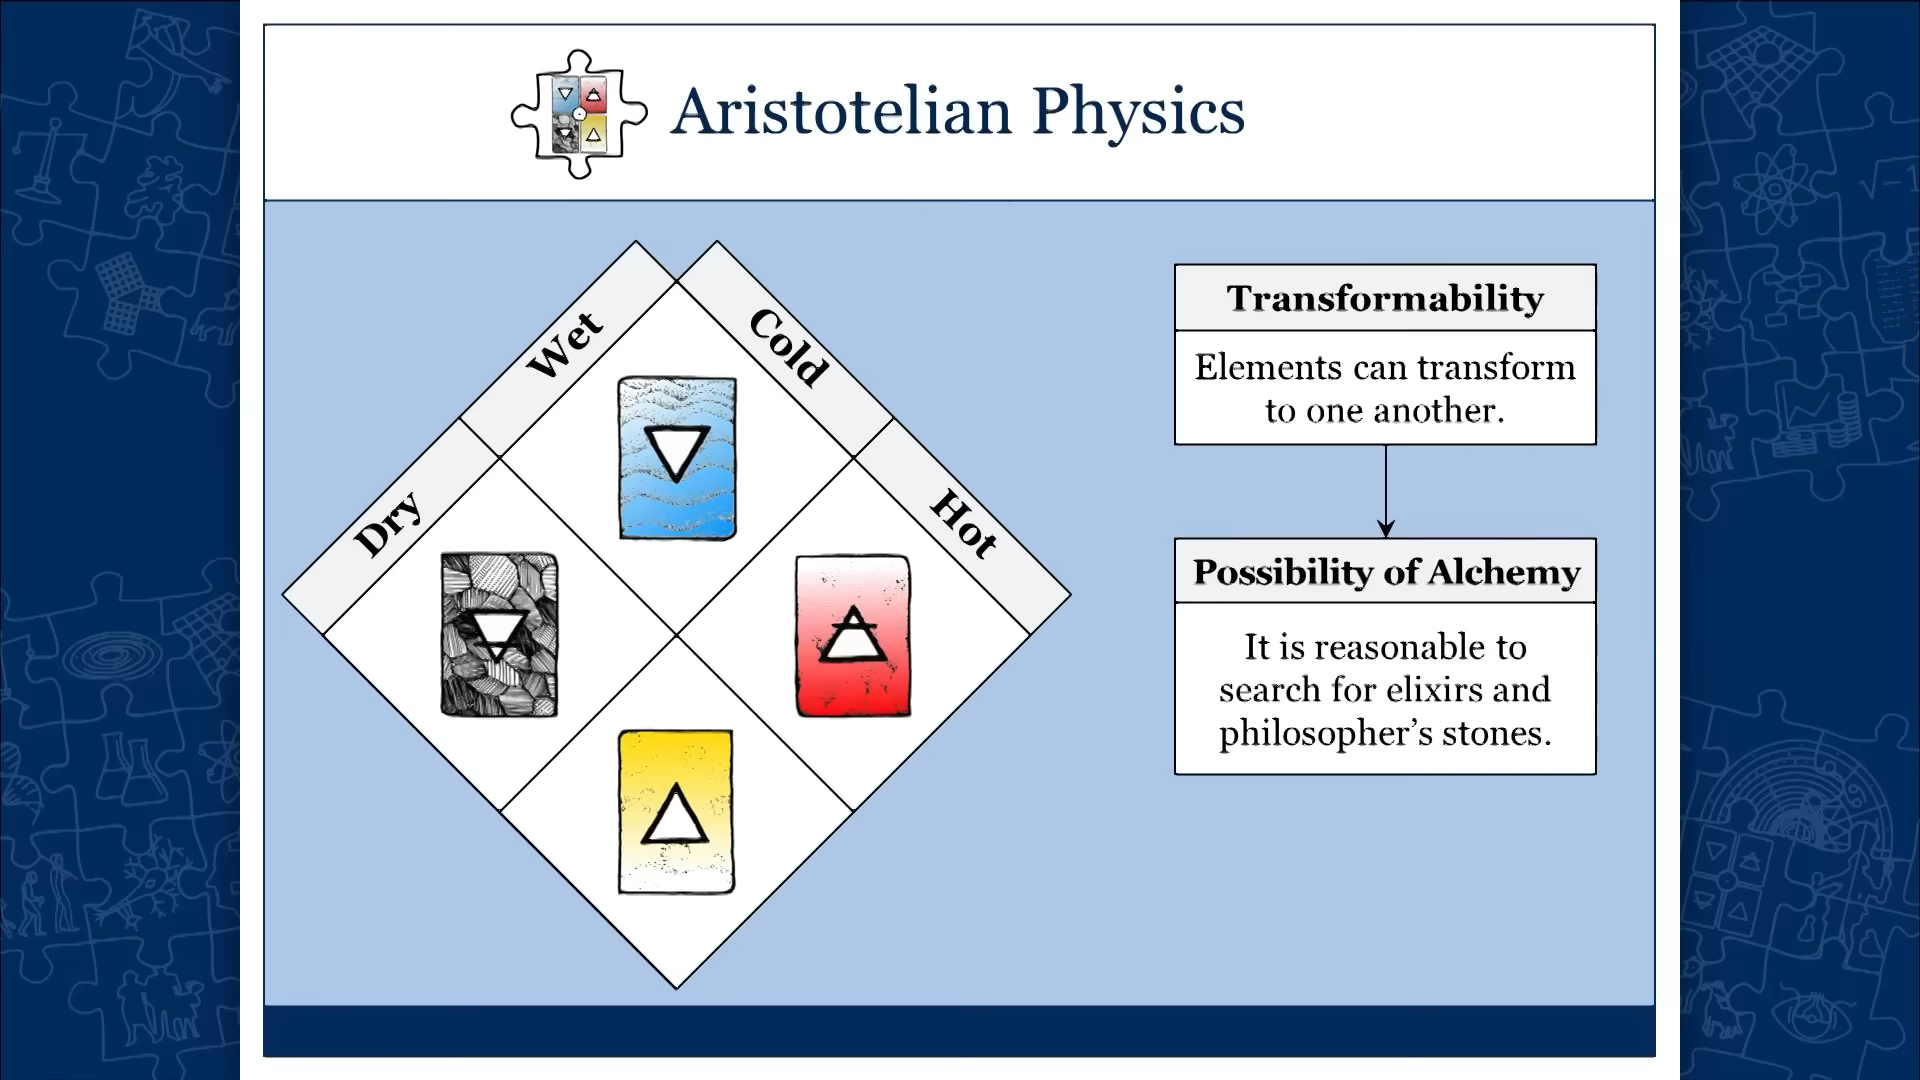 Aristotelian Physics
Wet
Cold
Dry
Hot
Transformability
Elements can transform
to one another.
Possibility of Alchemy
It is reasonable to
search for elixirs and
philosopher's stones.
√-1